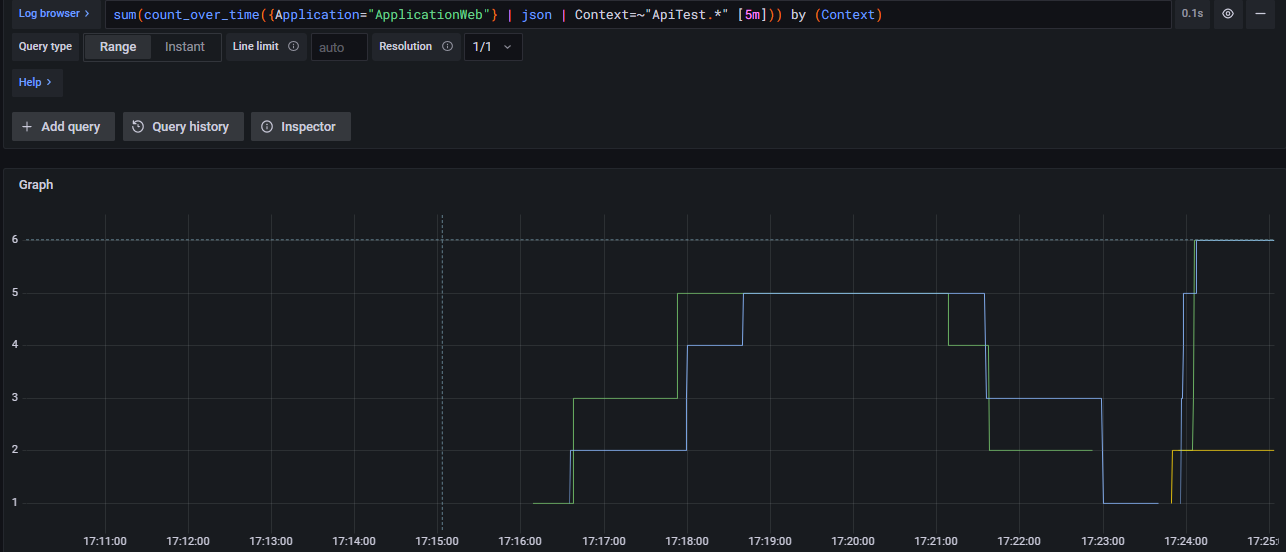 Log browser > sum(count_over_time({Application="ApplicationWeb"} | json | Context=~"ApiTest.*" [5m])) by (Context) 0.1s
Query type Range Instant Line limit auto Resolution 1/1
Help >
+ Add query Query history Inspector
Graph
6
5
4
3
2
1
17:11:00 17:12:00 17:13:00 17:14:00 17:15:00 17:16:00 17:17:00 17:18:00 17:19:00 17:20:00 17:21:00 17:22:00 17:23:00 17:24:00 17:25: